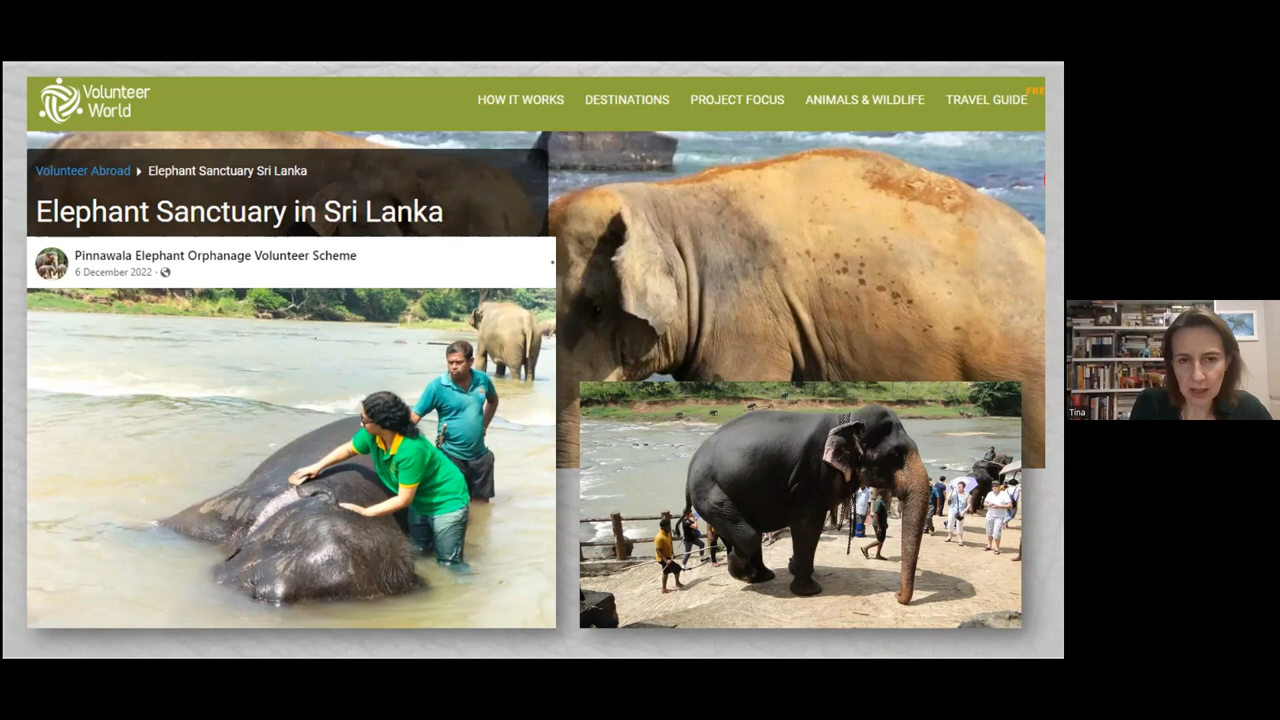 Volunteer
World
HOW IT WORKS DESTINATIONS PROJECT FOCUS ANIMALS & WILDLIFE TRAVEL GUIDE
Volunteer Abroad Elephant Sanctuary Sri Lanka
Elephant Sanctuary in Sri Lanka
Pinnawala Elephant Orphanage Volunteer Scheme
6 December 2022 ·
Tina